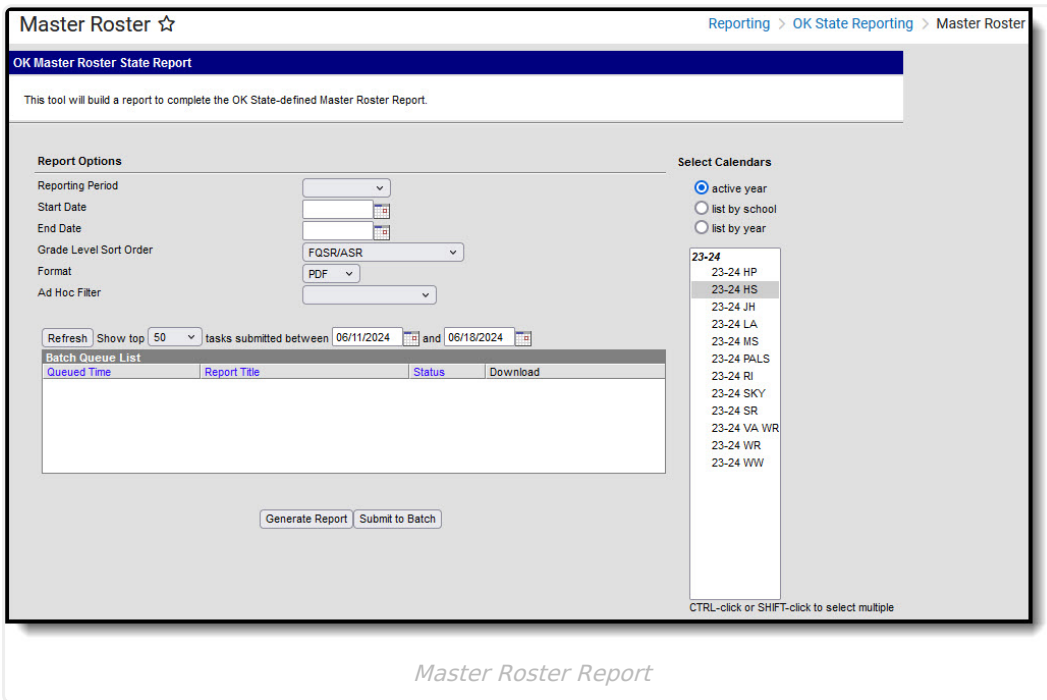 Master Roster ☆
Reporting > OK State Reporting > Master Roster
OK Master Roster State Report
This tool will build a report to complete the OK State-defined Master Roster Report.
Report Options
Reporting Period
Start Date
End Date
Grade Level Sort Order FQSR/ASR
Format PDF
Ad Hoc Filter
Refresh Show top 50 tasks submitted between 06/11/2024 and 06/18/2024
Batch Queue List
Queued Time Report Title Status Download
Generate Report Submit to Batch
Select Calendars
active year
list by school
list by year
23-24
23-24 HP
23-24 HS
23-24 JH
23-24 LA
23-24 MS
23-24 PALS
23-24 RI
23-24 SKY
23-24 SR
23-24 VA WR
23-24 WR
23-24 WW
CTRL-click or SHIFT-click to select multiple
Master Roster Report